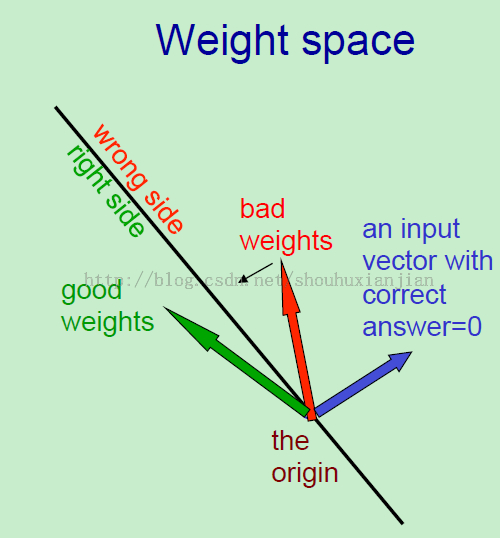 Weight space
wrong side
right side
bad
weights
an input
vector with
correct
answer=0
http://blog.csdn.net/shouhuxianjian
good
weights
the
origin